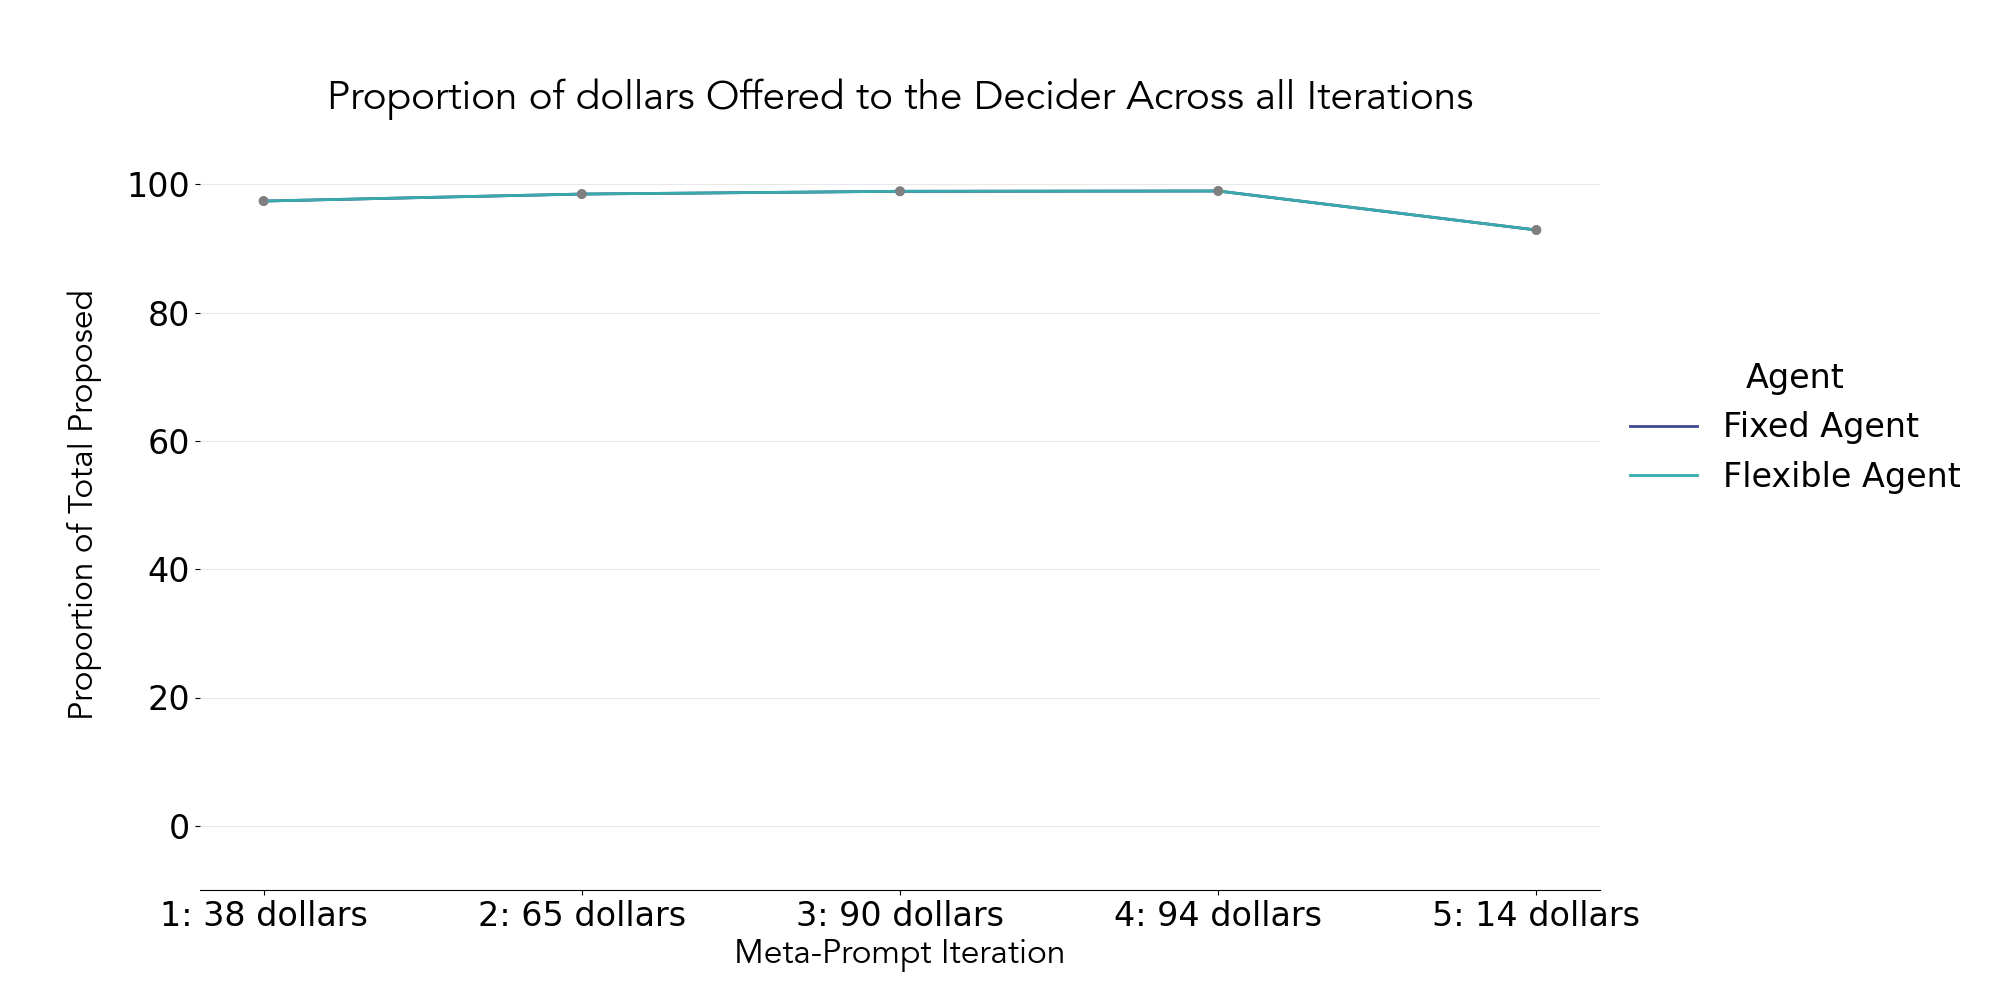 Proportion of dollars Offered to the Decider Across all Iterations
Proportion of Total Proposed
100
80
60
40
20
0
1: 38 dollars
2: 65 dollars
3: 90 dollars
4: 94 dollars
5: 14 dollars
Meta-Prompt Iteration
Agent
Fixed Agent
Flexible Agent